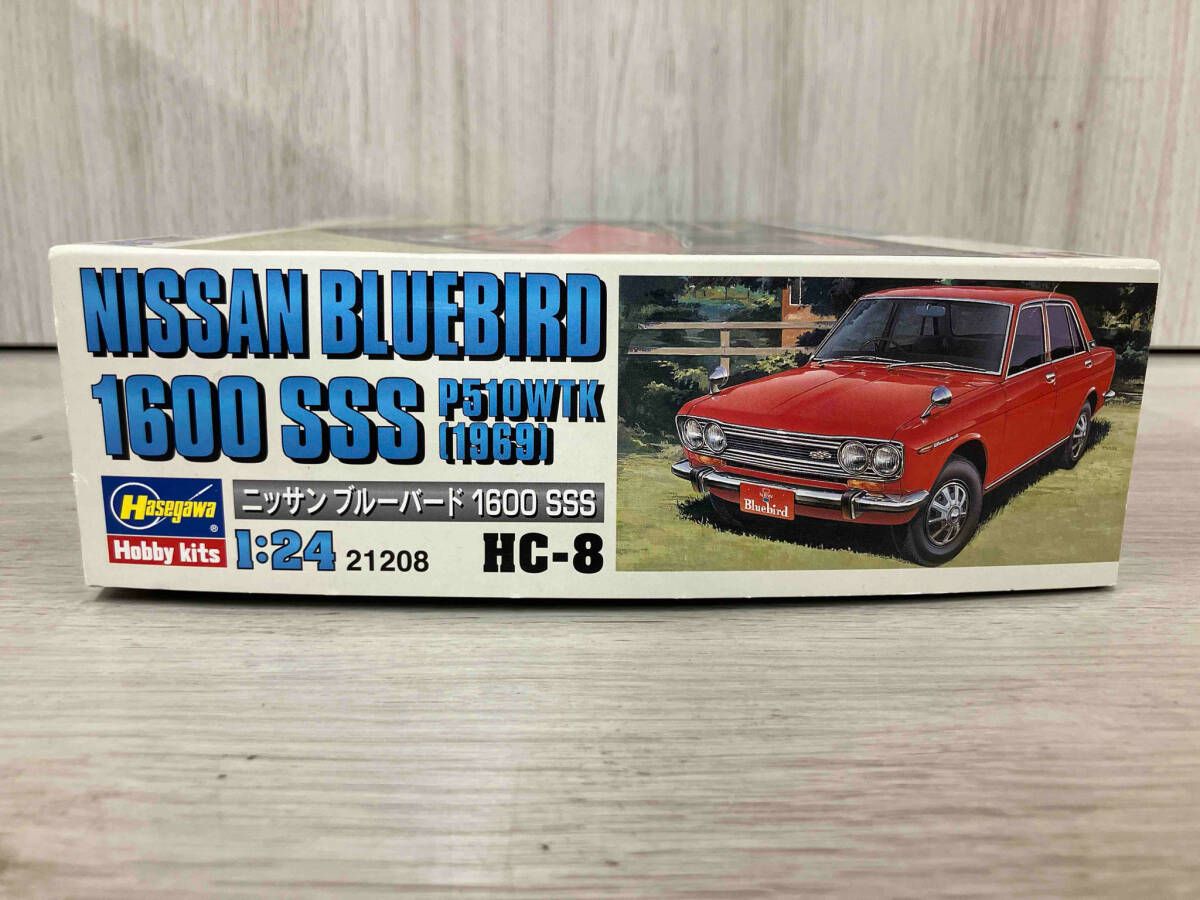 NISSAN BLUEBIRD
1600 SSS P510WTK
(1969)
Hasegawa®
Hobby kits
ニッサン ブルーバード 1600 SSS
1:24 21208 HC-8
Bluebird